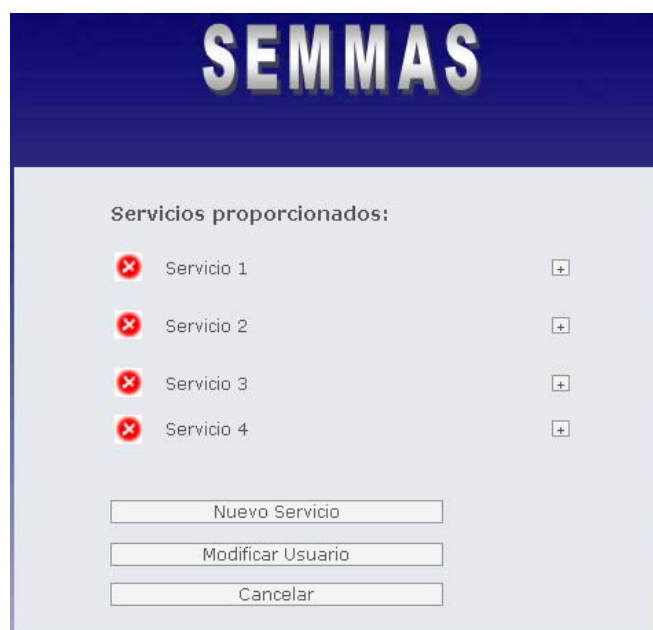 SEMMAS
Servicios proporcionados:
Servicio 1 +
Servicio 2 +
Servicio 3 +
Servicio 4 +
Nuevo Servicio
Modificar Usuario
Cancelar